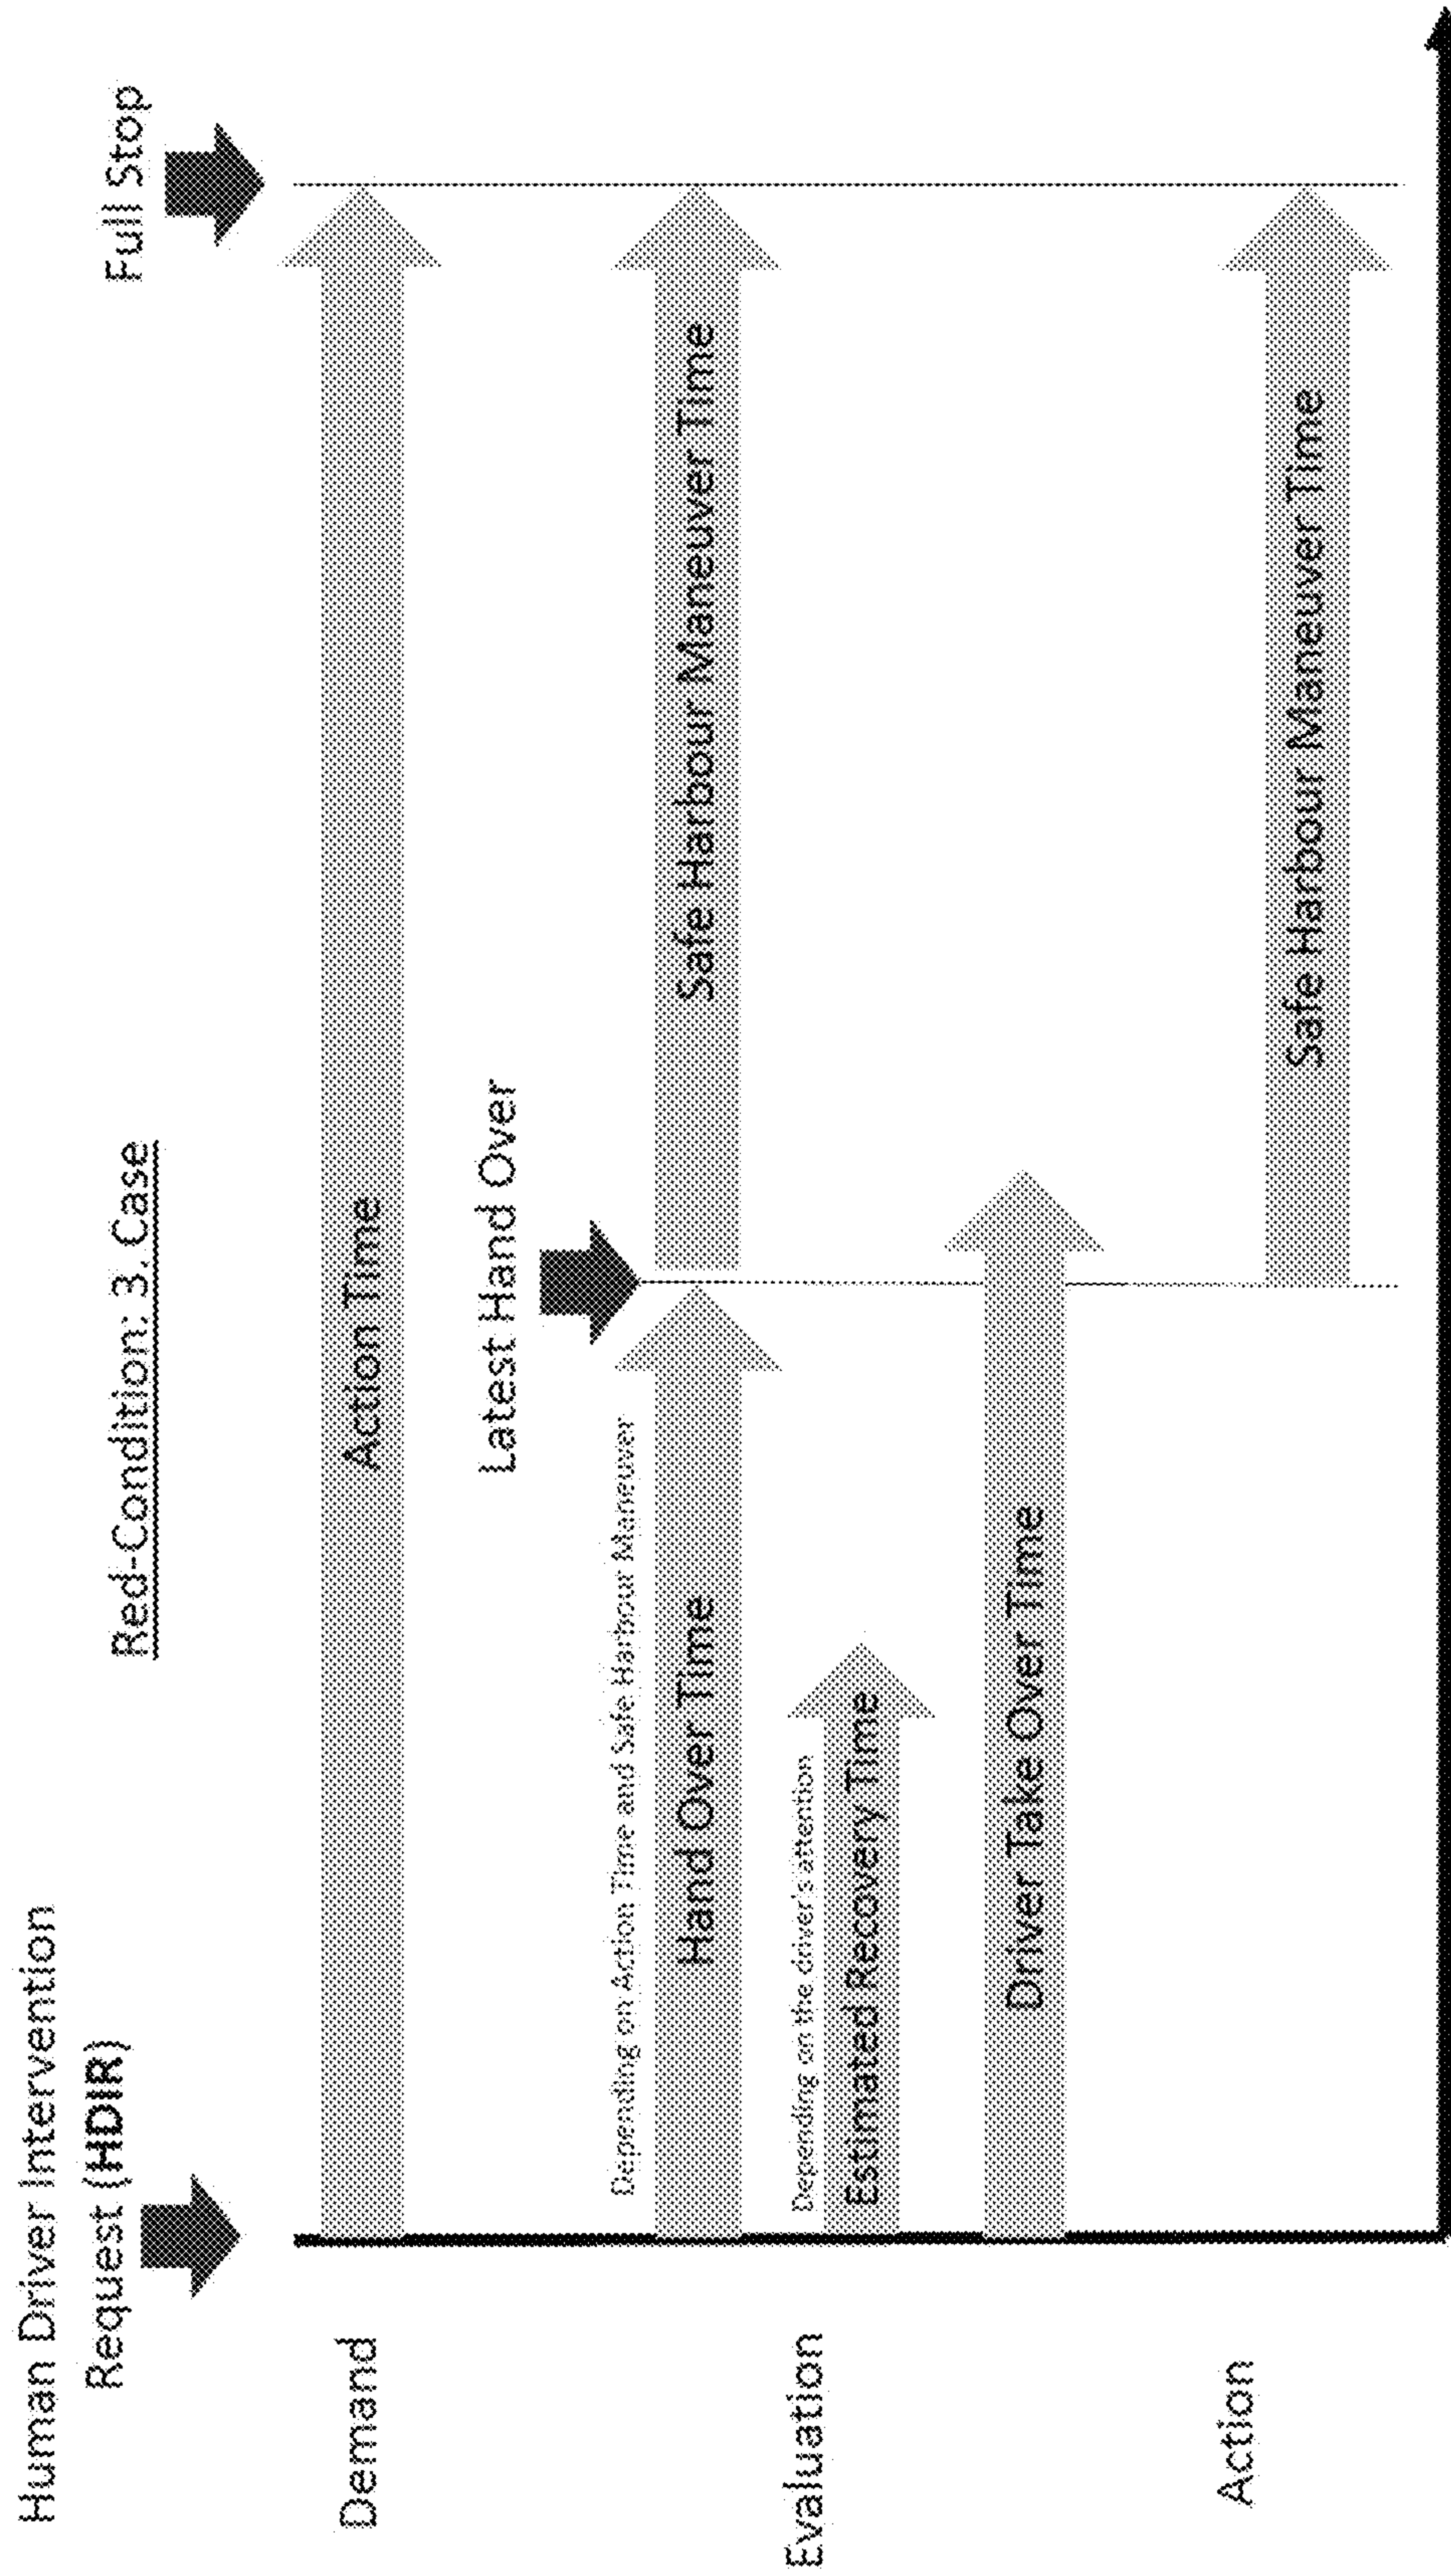 Human Driver Intervention
Request (HDIR)
Red-Condition: 3. Case
Full Stop
Demand
Action Time
Latest Hand Over
Evaluation
Depending on Action Time and Safe Harbour Maneuver
Hand Over Time
Safe Harbour Maneuver Time
Depending on the driver's attention
Estimated Recovery Time
Driver Take Over Time
Action
Safe Harbour Maneuver Time